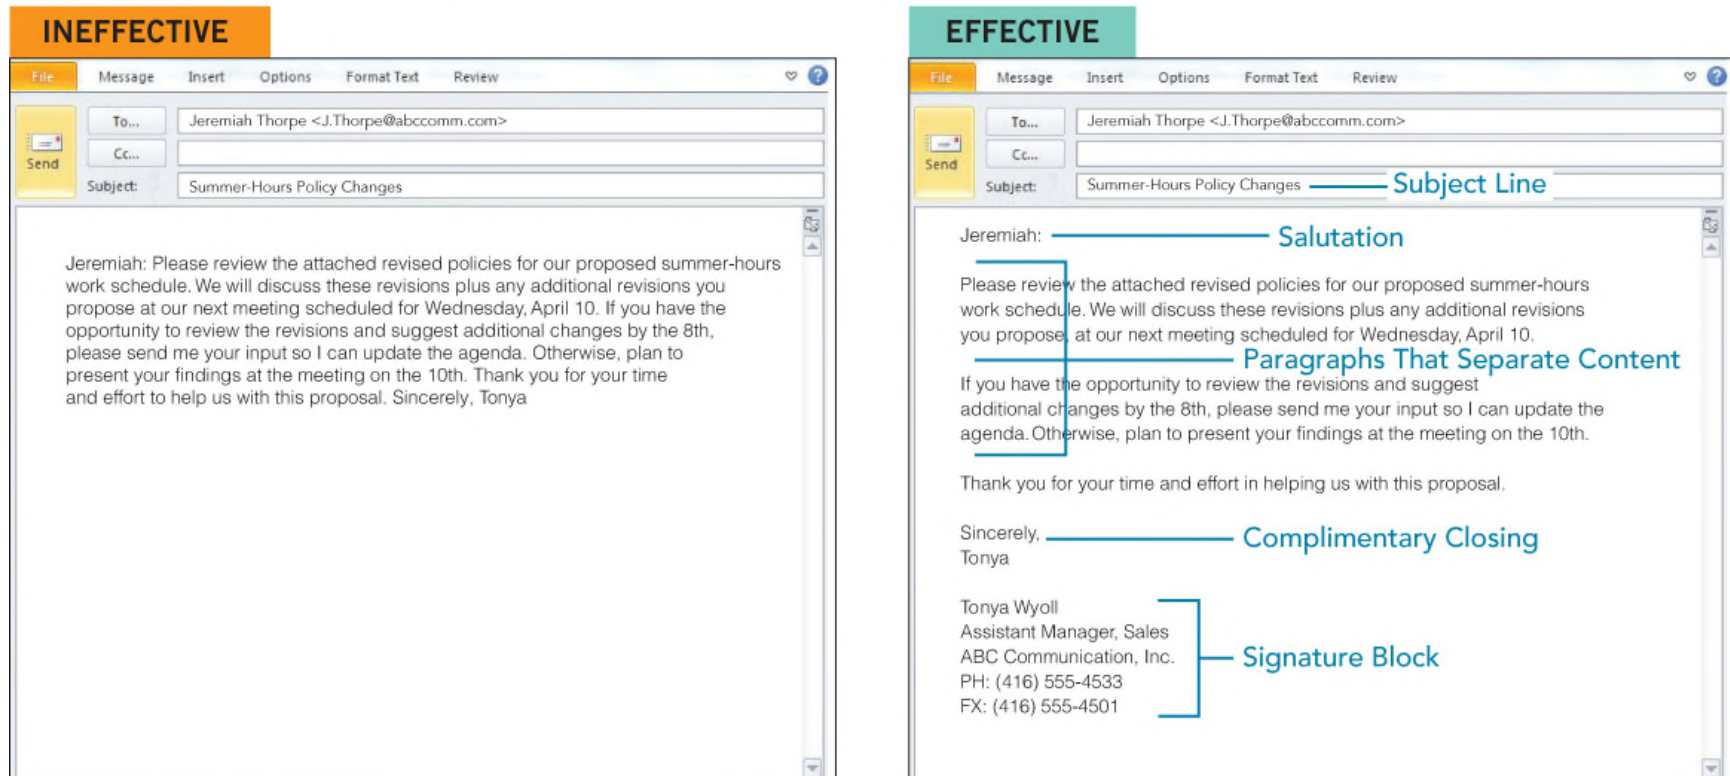 INEFFECTIVE
File Message Insert Options Format Text Review
To... Jeremiah Thorpe <J.Thorpe@abccomm.com>
Cc...
Send
Subject: Summer-Hours Policy Changes
Jeremiah: Please review the attached revised policies for our proposed summer-hours
work schedule. We will discuss these revisions plus any additional revisions you
propose at our next meeting scheduled for Wednesday, April 10. If you have the
opportunity to review the revisions and suggest additional changes by the 8th,
please send me your input so I can update the agenda. Otherwise, plan to
present your findings at the meeting on the 10th. Thank you for your time
and effort to help us with this proposal. Sincerely, Tonya
EFFECTIVE
File Message Insert Options Format Text Review
To... Jeremiah Thorpe <J.Thorpe@abccomm.com>
Cc...
Send
Subject: Summer-Hours Policy Changes Subject Line
Jeremiah: Salutation
Please review the attached revised policies for our proposed summer-hours
work schedule. We will discuss these revisions plus any additional revisions
you propose, at our next meeting scheduled for Wednesday, April 10.
Paragraphs That Separate Content
If you have the opportunity to review the revisions and suggest
additional changes by the 8th, please send me your input so I can update the
agenda. Otherwise, plan to present your findings at the meeting on the 10th.
Thank you for your time and effort in helping us with this proposal.
Sincerely, Complimentary Closing
Tonya
Tonya Wyoll
Assistant Manager, Sales
ABC Communication, Inc. Signature Block
PH: (416) 555-4533
FX: (416) 555-4501